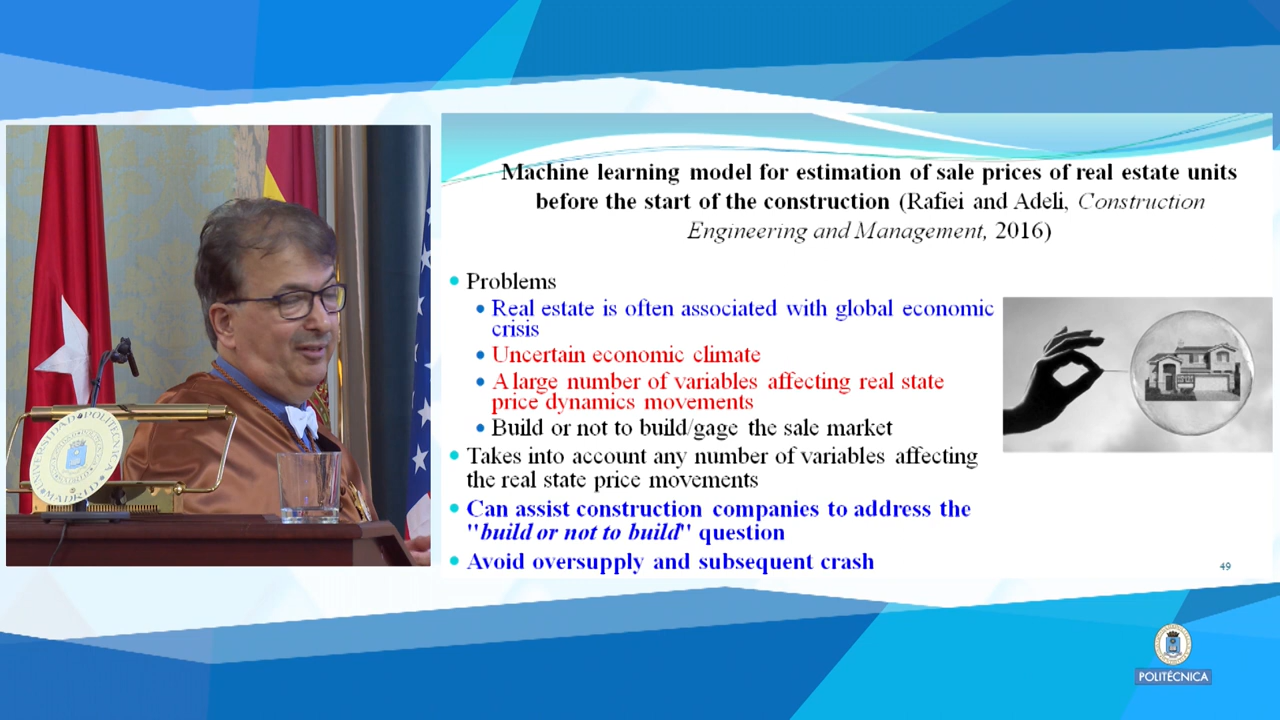 Machine learning model for estimation of sale prices of real estate units
before the start of the construction (Rafiei and Adeli, Construction
Engineering and Management, 2016)
• Problems
• Real estate is often associated with global economic
crisis
• Uncertain economic climate
• A large number of variables affecting real state
price dynamics movements
• Build or not to build/gage the sale market
• Takes into account any number of variables affecting
the real state price movements
• Can assist construction companies to address the
"build or not to build" question
• Avoid oversupply and subsequent crash
49
UNIVERSIDAD POLITÉCNICA
MADRID
POLITÉCNICA